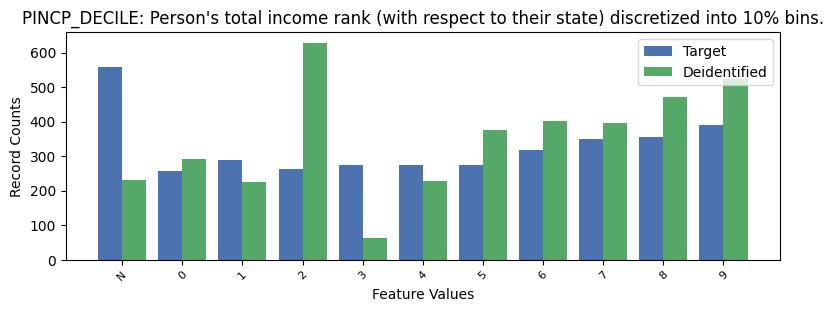 PINCP_DECILE: Person's total income rank (with respect to their state) discretized into 10% bins.
Target
Deidentified
Record Counts
600
500
400
300
200
100
0
N 0 1 2 3 4 5 6 7 8 9
Feature Values